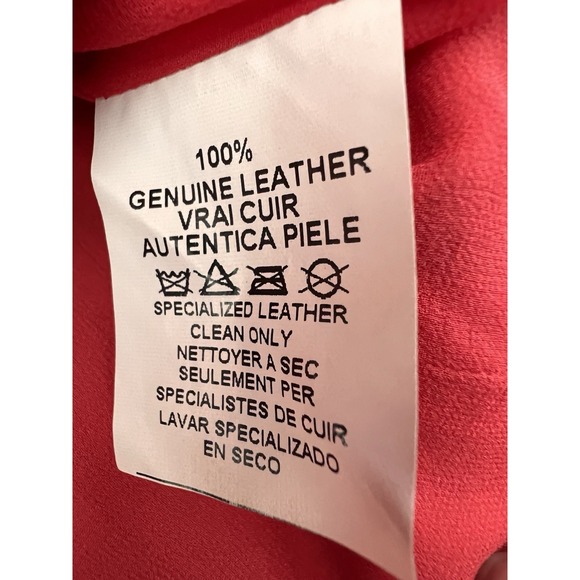 100%
GENUINE LEATHER
VRAI CUIR
AUTENTICA PIELE
SPECIALIZED LEATHER
CLEAN ONLY
NETTOYER A SEC
SEULEMENT PER
SPECIALISTES DE CUIR
LAVAR SPECIALIZADO
EN SECO